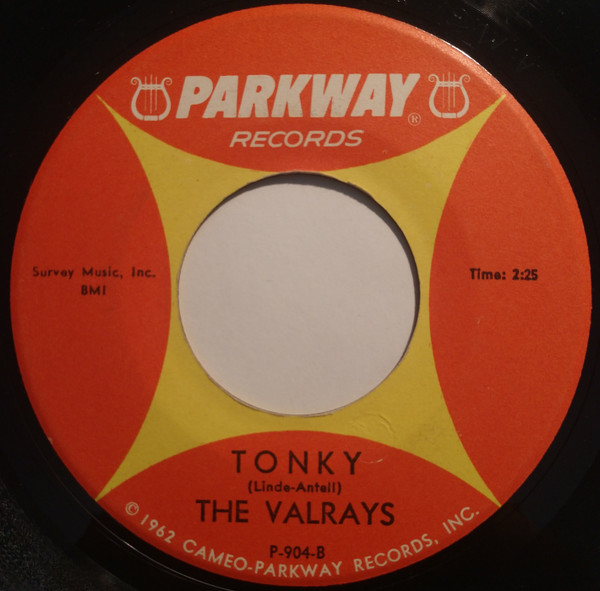 PARKWAY®
RECORDS
Survey Music, Inc.
BMI
Time: 2:25
TONKY
(Linde-Antell)
THE VALRAYS
P-904-B
© 1962 CAMEO-PARKWAY RECORDS, INC.